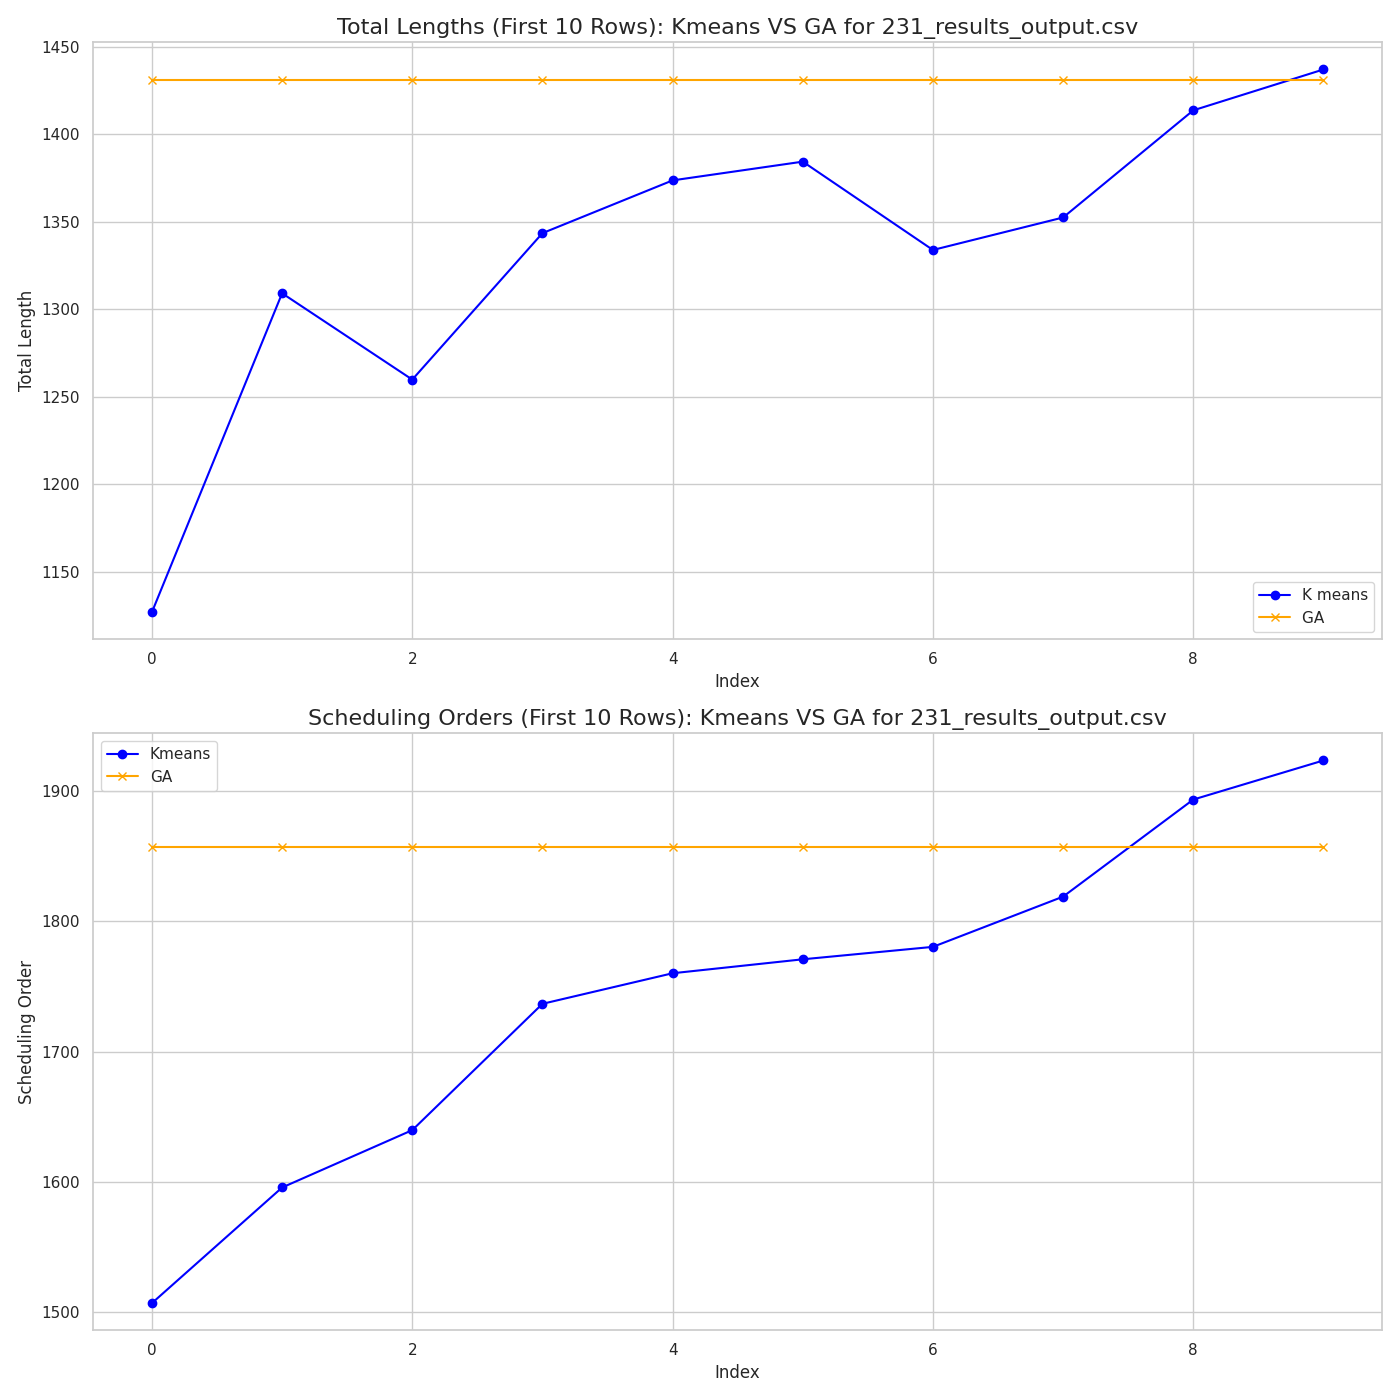 Total Lengths (First 10 Rows): Kmeans VS GA for 231_results_output.csv
1450
1400
1350
1300
1250
1200
1150
Total Length
K means
GA
0 2 4 6 8
Index
Scheduling Orders (First 10 Rows): Kmeans VS GA for 231_results_output.csv
Kmeans
GA
1900
1800
1700
1600
1500
Scheduling Order
0 2 4 6 8
Index